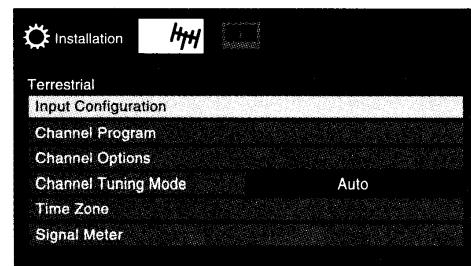 Installation
Terrestrial
Input Configuration
Channel Program
Channel Options
Channel Tuning Mode Auto
Time Zone
Signal Meter